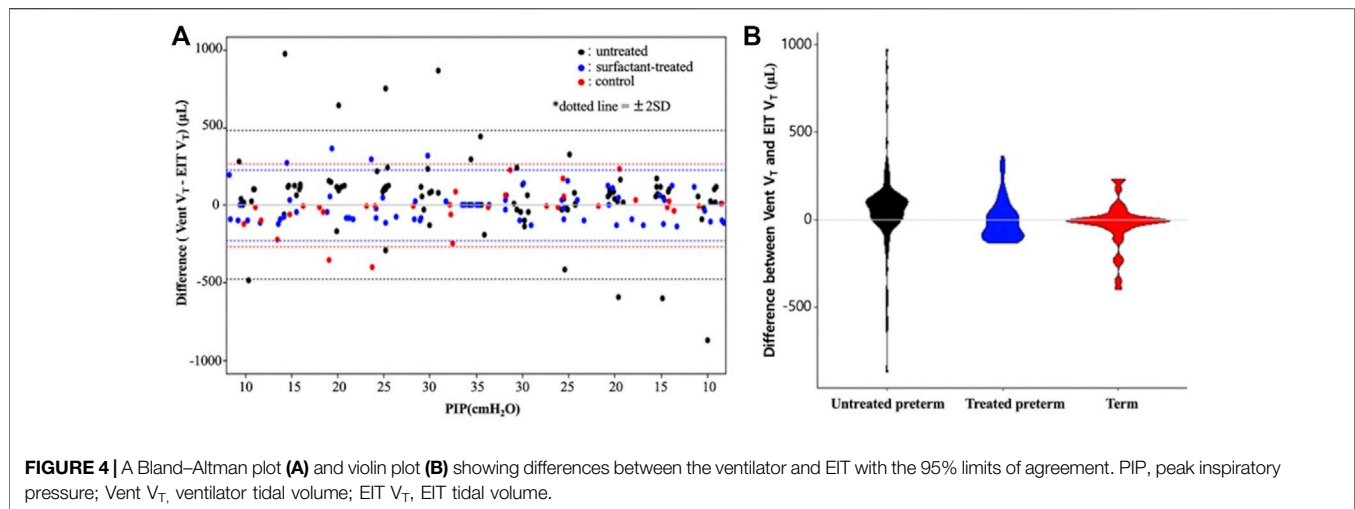 A
Difference ( Vent VT - EIT VT) (μL)
1000
500
0
-500
-1000
: untreated
: surfactant-treated
: control
*dotted line = ±2SD
10 15 20 25 30 35 30 25 20 15 10
PIP(cmH2O)
B
Difference between Vent VT and EIT VT (μL)
1000
500
0
-500
Untreated preterm Treated preterm Term
FIGURE 4 | A Bland–Altman plot (A) and violin plot (B) showing differences between the ventilator and EIT with the 95% limits of agreement. PIP, peak inspiratory
pressure; Vent VT, ventilator tidal volume; EIT VT, EIT tidal volume.